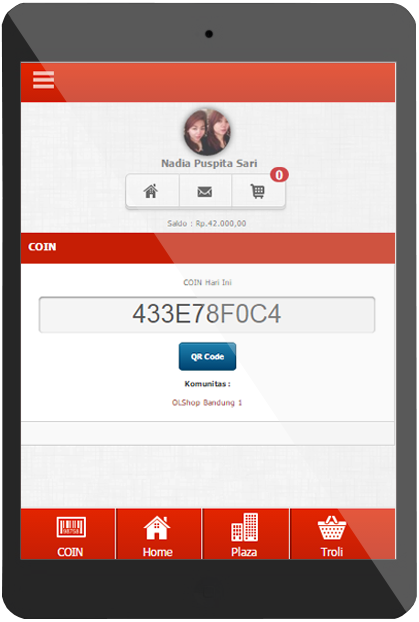 Nadia Puspita Sari
0
Saldo : Rp.42.000,00
COIN
COIN Hari Ini
433E78F0C4
QR Code
Komunitas :
OLShop Bandung 1
COIN
Home
Plaza
Troli